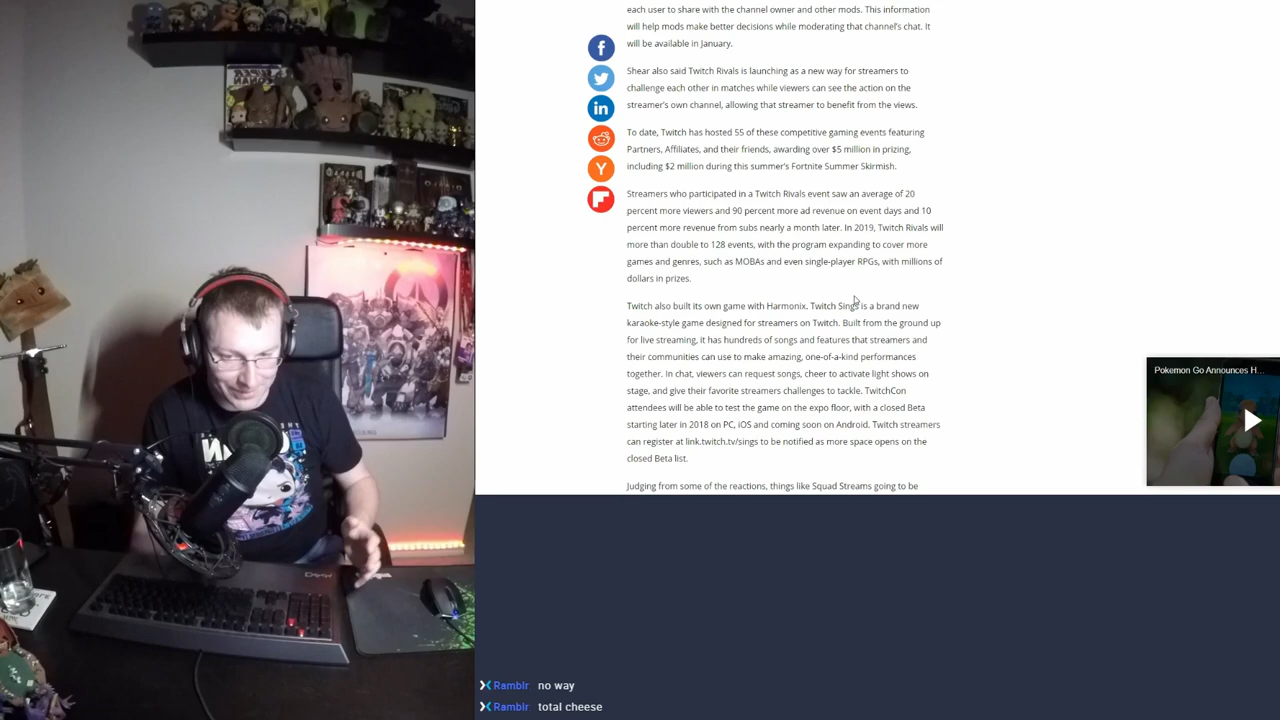 each user to share with the channel owner and other mods. This information
will help mods make better decisions while moderating that channel's chat. It
will be available in January.
Shear also said Twitch Rivals is launching as a new way for streamers to
challenge each other in matches while viewers can see the action on the
streamer's own channel, allowing that streamer to benefit from the views.
To date, Twitch has hosted 55 of these competitive gaming events featuring
Partners, Affiliates, and their friends, awarding over $5 million in prizing,
including $2 million during this summer's Fortnite Summer Skirmish.
Streamers who participated in a Twitch Rivals event saw an average of 20
percent more viewers and 90 percent more ad revenue on event days and 10
percent more revenue from subs nearly a month later. In 2019, Twitch Rivals will
more than double to 128 events, with the program expanding to cover more
games and genres, such as MOBAs and even single-player RPGs, with millions of
dollars in prizes.
Twitch also built its own game with Harmonix. Twitch Sings is a brand new
karaoke-style game designed for streamers on Twitch. Built from the ground up
for live streaming, it has hundreds of songs and features that streamers and
their communities can use to make amazing, one-of-a-kind performances
together. In chat, viewers can request songs, cheer to activate light shows on
stage, and give their favorite streamers challenges to tackle. TwitchCon
attendees will be able to test the game on the expo floor, with a closed Beta
starting later in 2018 on PC, iOS and coming soon on Android. Twitch streamers
can register at link.twitch.tv/sings to be notified as more space opens on the
closed Beta list.
Judging from some of the reactions, things like Squad Streams going to be
Pokemon Go Announces H...
Ramblr no way
Ramblr total cheese